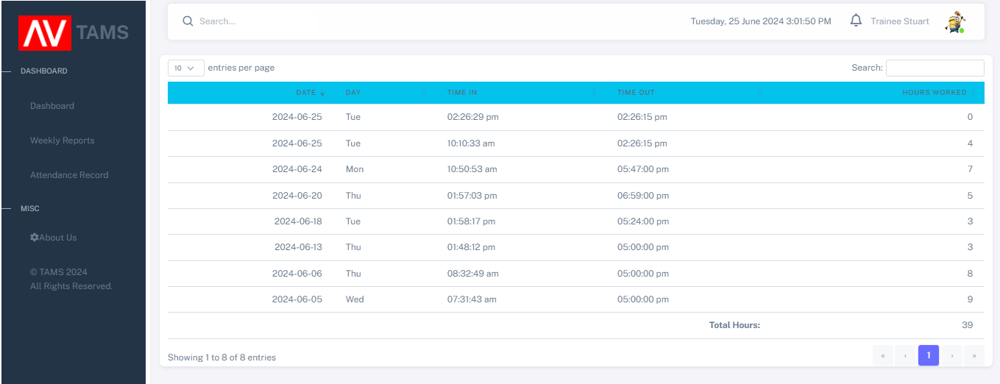 AV TAMS
DASHBOARD
Dashboard
Weekly Reports
Attendance Record
MISC
About Us
© TAMS 2024
All Rights Reserved.
Search... Tuesday, 25 June 2024 3:01:50 PM Trainee Stuart
10 entries per page Search:
DATE DAY TIME IN TIME OUT HOURS WORKED
2024-06-25 Tue 02:26:29 pm 02:26:15 pm 0
2024-06-25 Tue 10:10:33 am 02:26:15 pm 4
2024-06-24 Mon 10:50:53 am 05:47:00 pm 7
2024-06-20 Thu 01:57:03 pm 06:59:00 pm 5
2024-06-18 Tue 01:58:17 pm 05:24:00 pm 3
2024-06-13 Thu 01:48:12 pm 05:00:00 pm 3
2024-06-06 Thu 08:32:49 am 05:00:00 pm 8
2024-06-05 Wed 07:31:43 am 05:00:00 pm 9
Total Hours: 39
Showing 1 to 8 of 8 entries « ‹ 1 › »